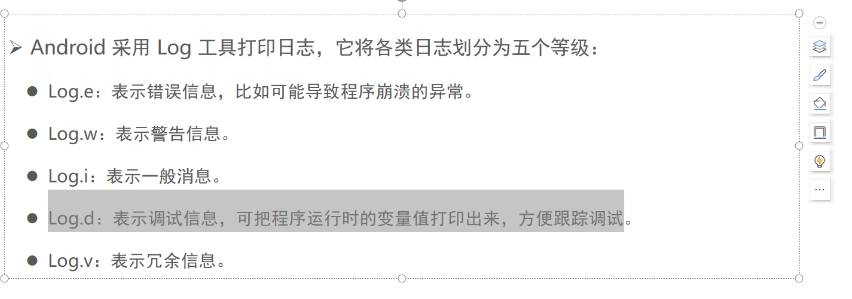 Android 采用 Log 工具打印日志，它将各类日志划分为五个等级：
Log.e：表示错误信息，比如可能导致程序崩溃的异常。
Log.w：表示警告信息。
Log.i：表示一般消息。
Log.d：表示调试信息，可把程序运行时的变量值打印出来，方便跟踪调试。
Log.v：表示冗余信息。